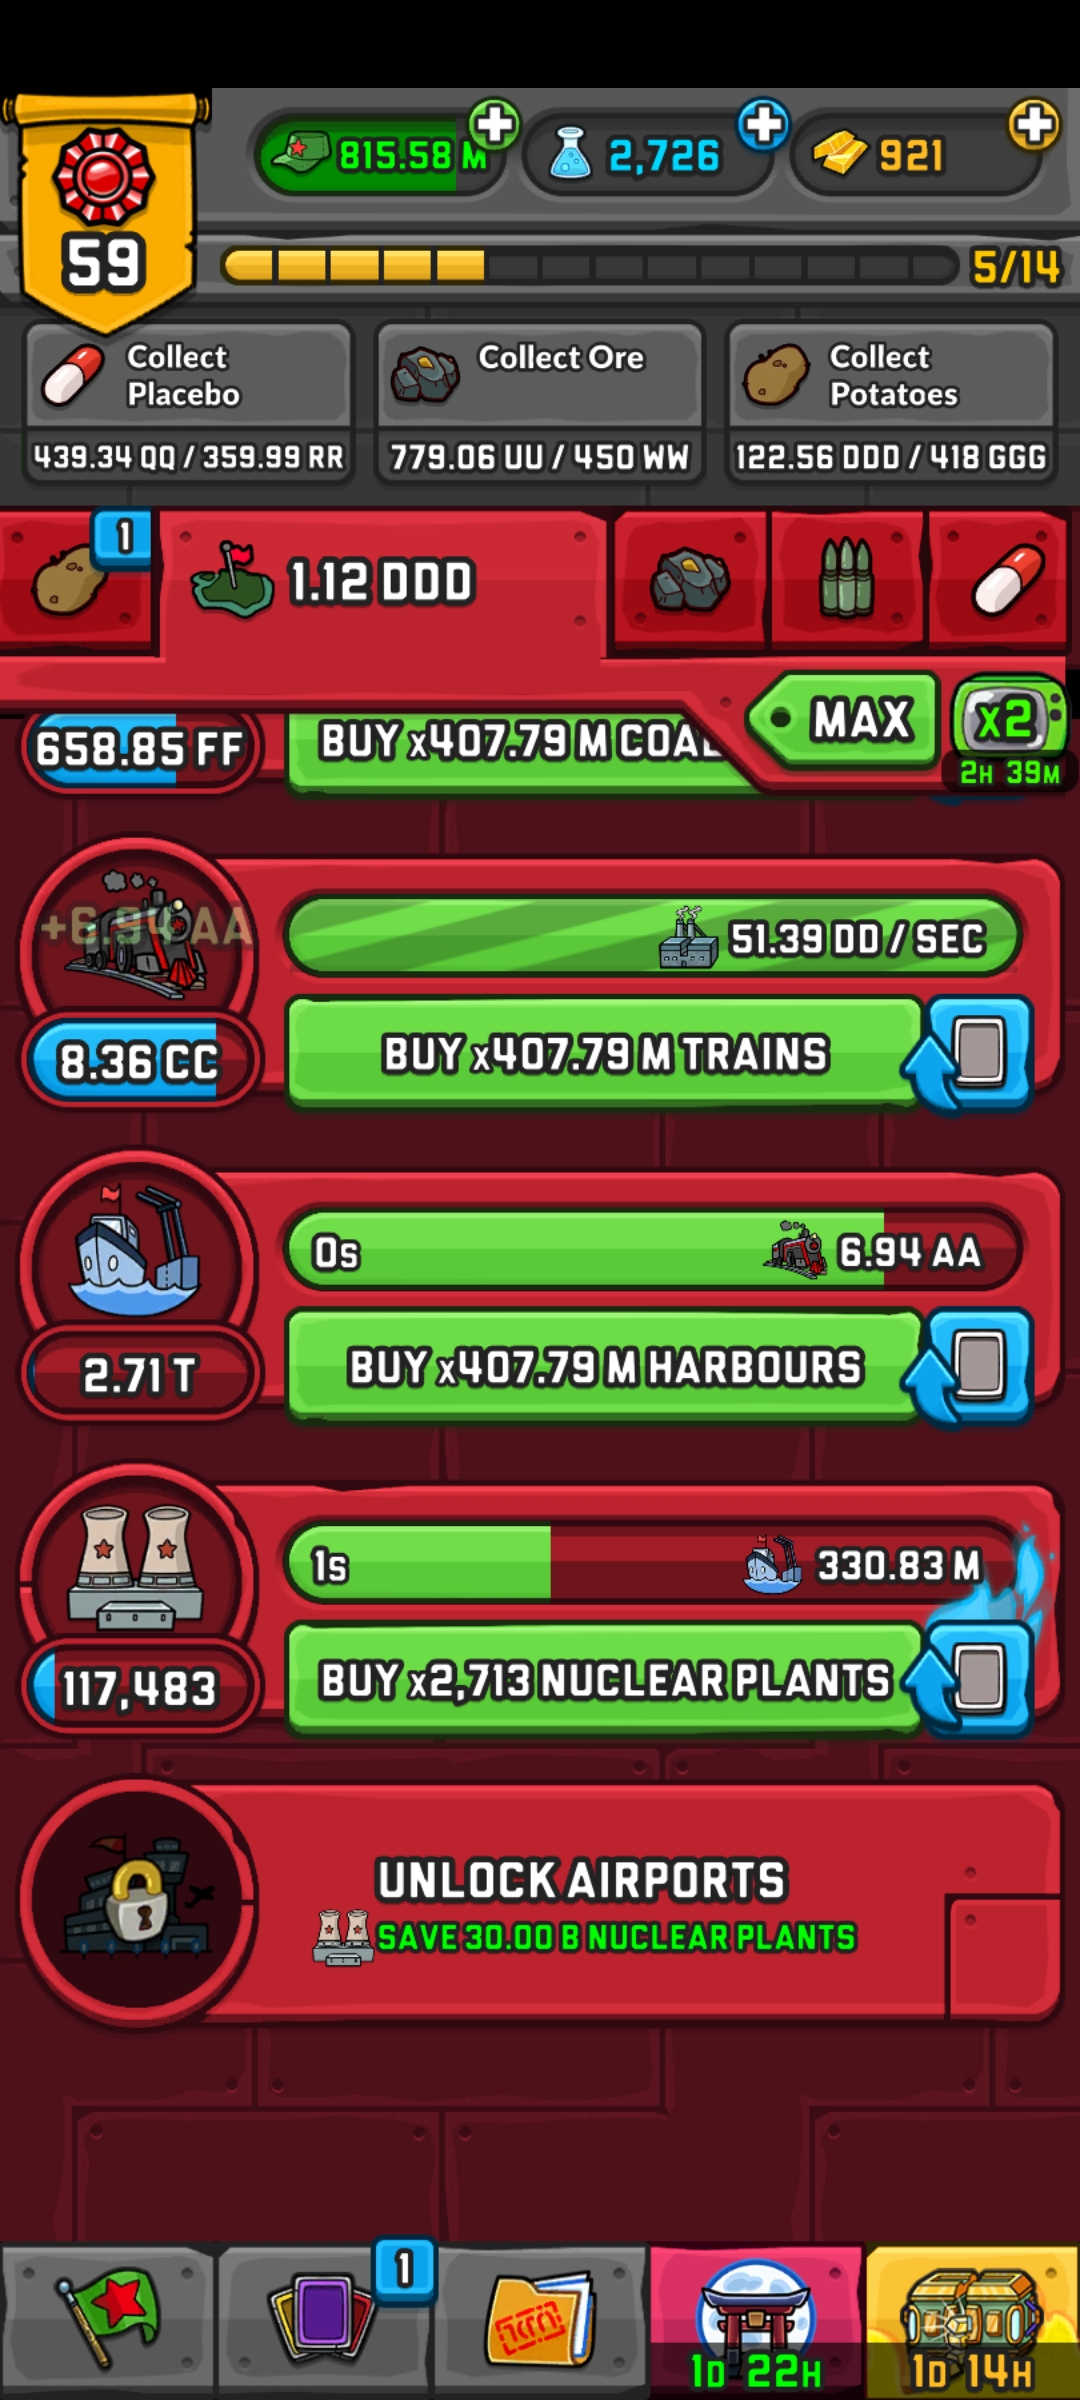 815.58 M
2,726
921
59
5/14
Collect
Placebo
439.34 QQ / 359.99 RR
Collect Ore
779.06 UU / 450 WW
Collect
Potatoes
122.56 DDD / 418 GGG
1
1.12 DDD
MAX
x2
2H 39M
658.85 FF
BUY x407.79 M COAL
+6.94 AA
51.39 DD / SEC
8.36 CC
BUY x407.79 M TRAINS
0s
6.94 AA
2.71 T
BUY x407.79 M HARBOURS
1s
330.83 M
117,483
BUY x2,713 NUCLEAR PLANTS
UNLOCK AIRPORTS
SAVE 30.00 B NUCLEAR PLANTS
1
1D 22H
1D 14H